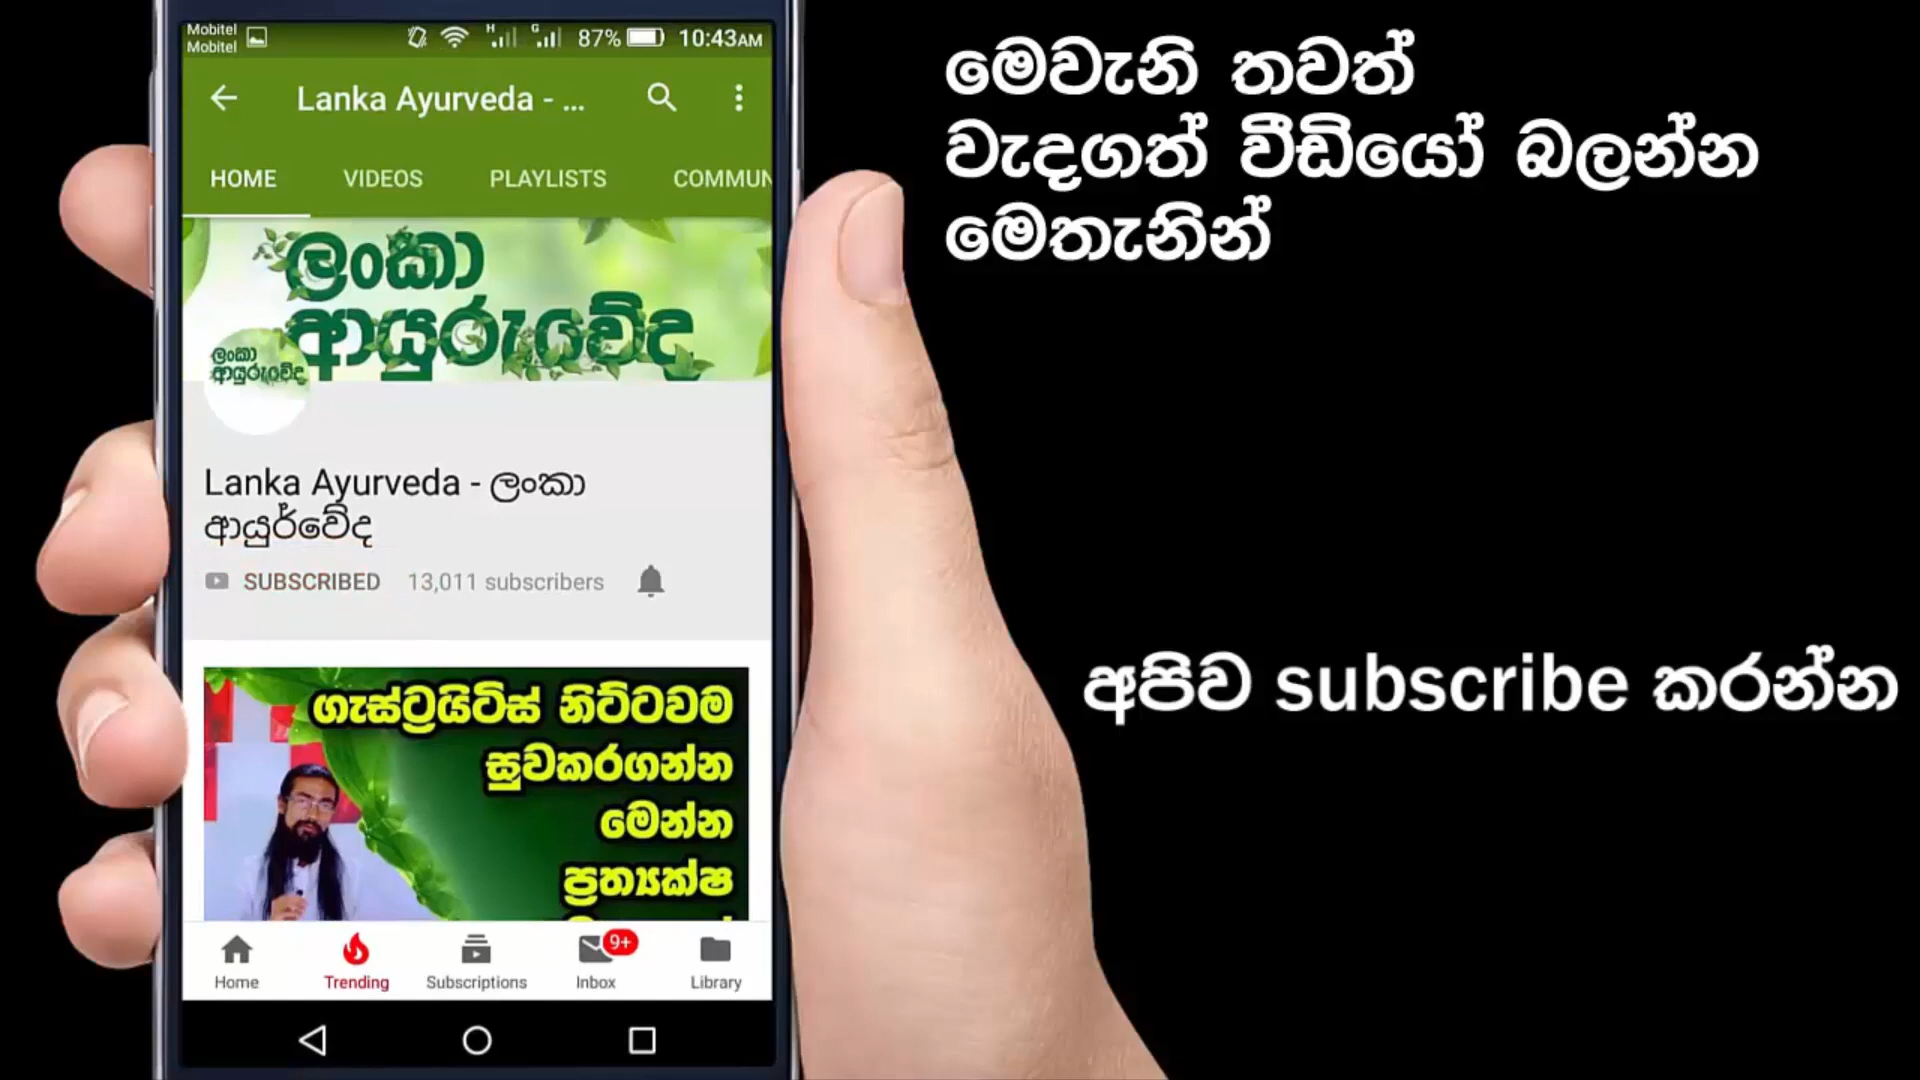 Mobitel
Mobitel
87%
10:43AM
Lanka Ayurveda - ...
HOME VIDEOS PLAYLISTS COMMUN
ලංකා
ආයුරුවේද
ලංකා
ආයුරුවේද
Lanka Ayurveda - ලංකා
ආයුර්වේද
SUBSCRIBED 13,011 subscribers
ගැස්ට්‍රයිටිස් නිට්ටවම
සුවකරගන්න
මෙන්න
ප්‍රත්‍යක්ෂ
Home Trending Subscriptions Inbox 9+ Library
මෙවැනි තවත්
වැදගත් වීඩියෝ බලන්න
මෙතැනින්
අපිව subscribe කරන්න